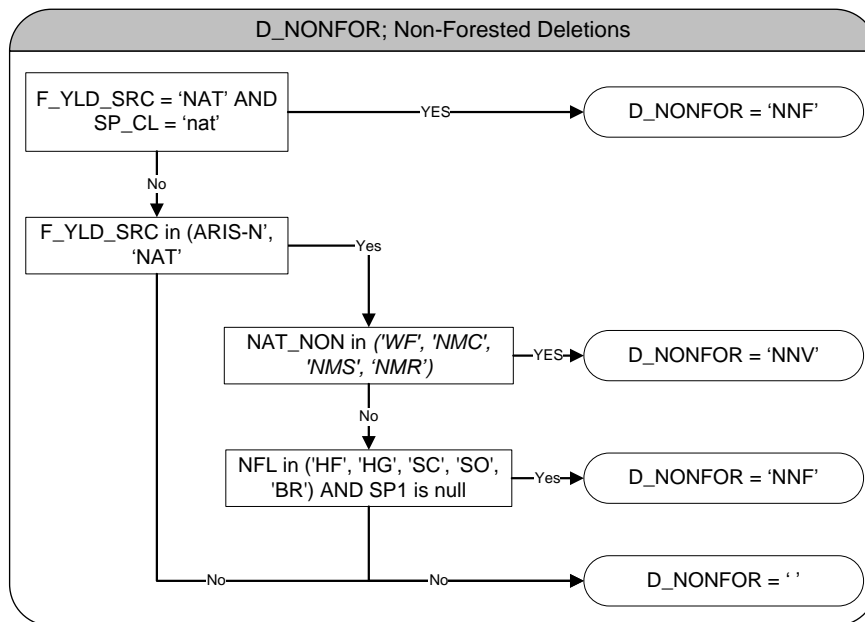 D_NONFOR; Non-Forested Deletions
F_YLD_SRC = ‘NAT’ AND
SP_CL = ‘nat’
YES
D_NONFOR = ‘NNF’
No
F_YLD_SRC in (ARIS-N’,
‘NAT’
Yes
NAT_NON in ('WF', 'NMC',
'NMS', ‘NMR’)
YES
D_NONFOR = ‘NNV’
No
NFL in ('HF', 'HG', 'SC', 'SO',
'BR') AND SP1 is null
Yes
D_NONFOR = ‘NNF’
No
No
D_NONFOR = ‘ ’